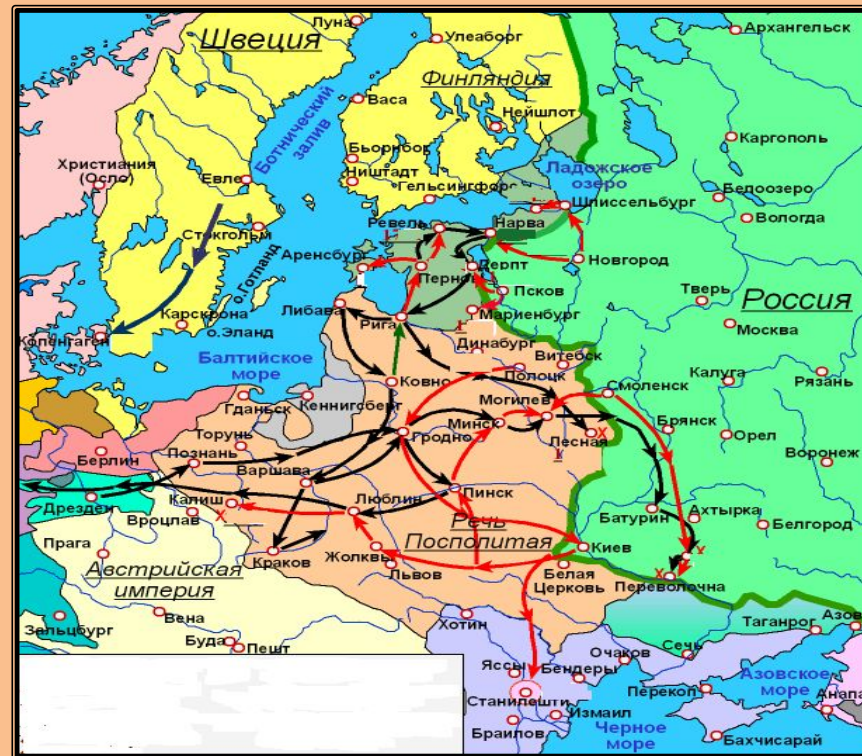 Луна
Архангельск
Швеция
Улеаборг
Финляндия
Васа
Нейшлот
Ботнический
залив
Каргополь
Бьорнборг
Христиания
(Осло)
Евле
Ништадт
Ладожское
озеро
Гельсингфорс
Белоозеро
Шлиссельбург
Вологда
Ревель
Нарва
Стокгольм
Аренсбург
Новгород
о.Готланд
Пернов
Дерпт
Псков
Тверь
Либава
Россия
Карскрона
Мариенбург
Рига
Москва
о.Эланд
Копенгаген
Динабург
Балтийское
море
Витебск
Полоцк
Ковно
Смоленск
Калуга
Рязань
Гданьск
Кеннигсберг
Могилев
Брянск
Торунь
Минск
Орел
Гродно
Лесная
Х
Воронеж
Берлин
Познань
Варшава
Пинск
Калиш
Люблин
Ахтырка
Дрезден
Х
Вроцлав
Батурин
Белгород
Речь
Посполитая
Прага
Жолквы
Киев
Краков
Львов
Белая
Церковь
Австрийская
империя
Х
Переволочна
Вена
Хотин
Таганрог
Азов
Зальцбург
Буда
Пешт
Сечь
Очаков
Яссы
Бендеры
Азовское
море
Перекоп
Станилешти
Анапа
Измаил
Черное
море
Браилов
Бахчисарай